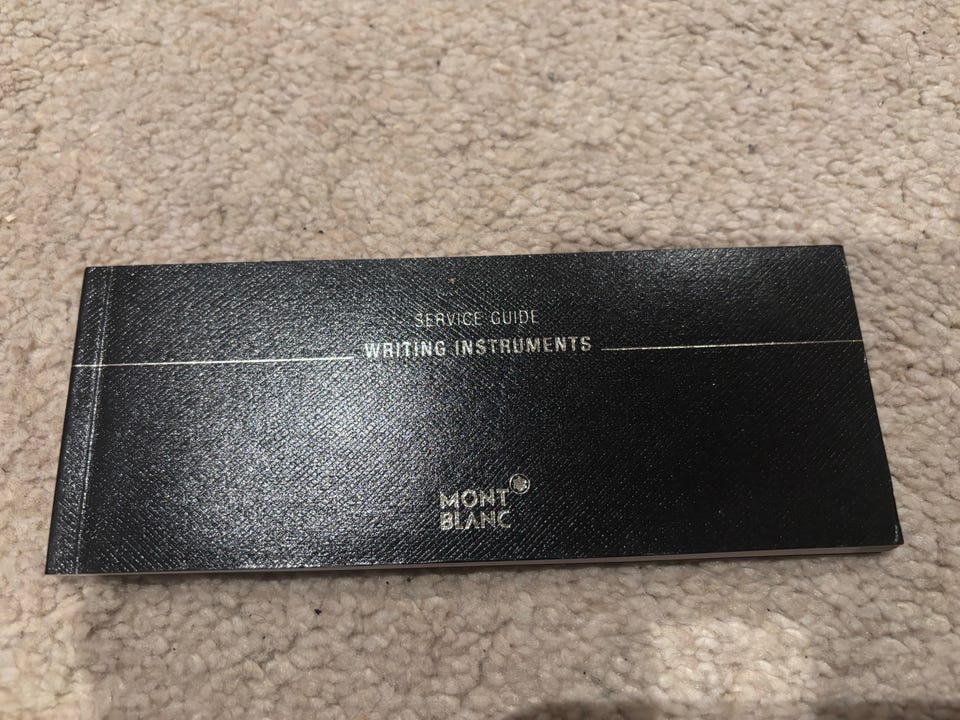 SERVICE GUIDE
WRITING INSTRUMENTS
MONT
BLANC